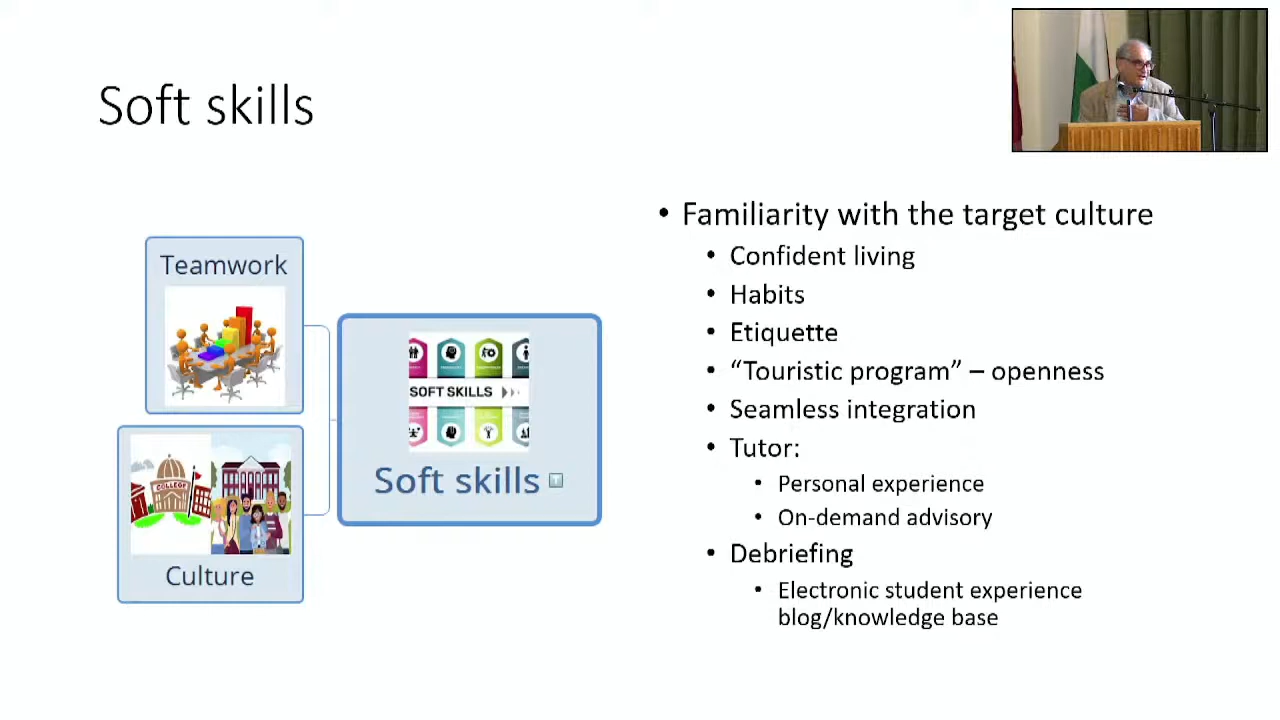 Soft skills
Teamwork
SOFT SKILLS
Soft skills
COLLEGE
Culture
• Familiarity with the target culture
• Confident living
• Habits
• Etiquette
• “Touristic program” – openness
• Seamless integration
• Tutor:
• Personal experience
• On-demand advisory
• Debriefing
• Electronic student experience
blog/knowledge base